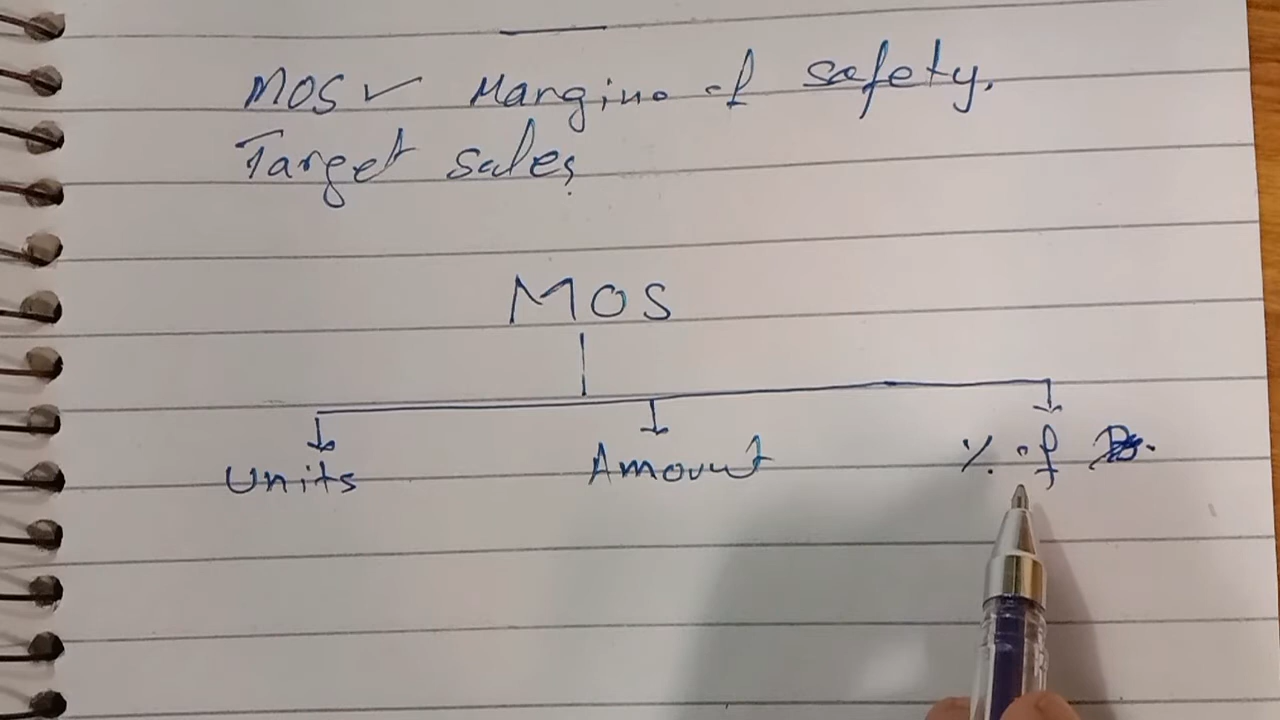 MOS ✓ Margin of safety.
Target sales
MOS
Units Amount % of